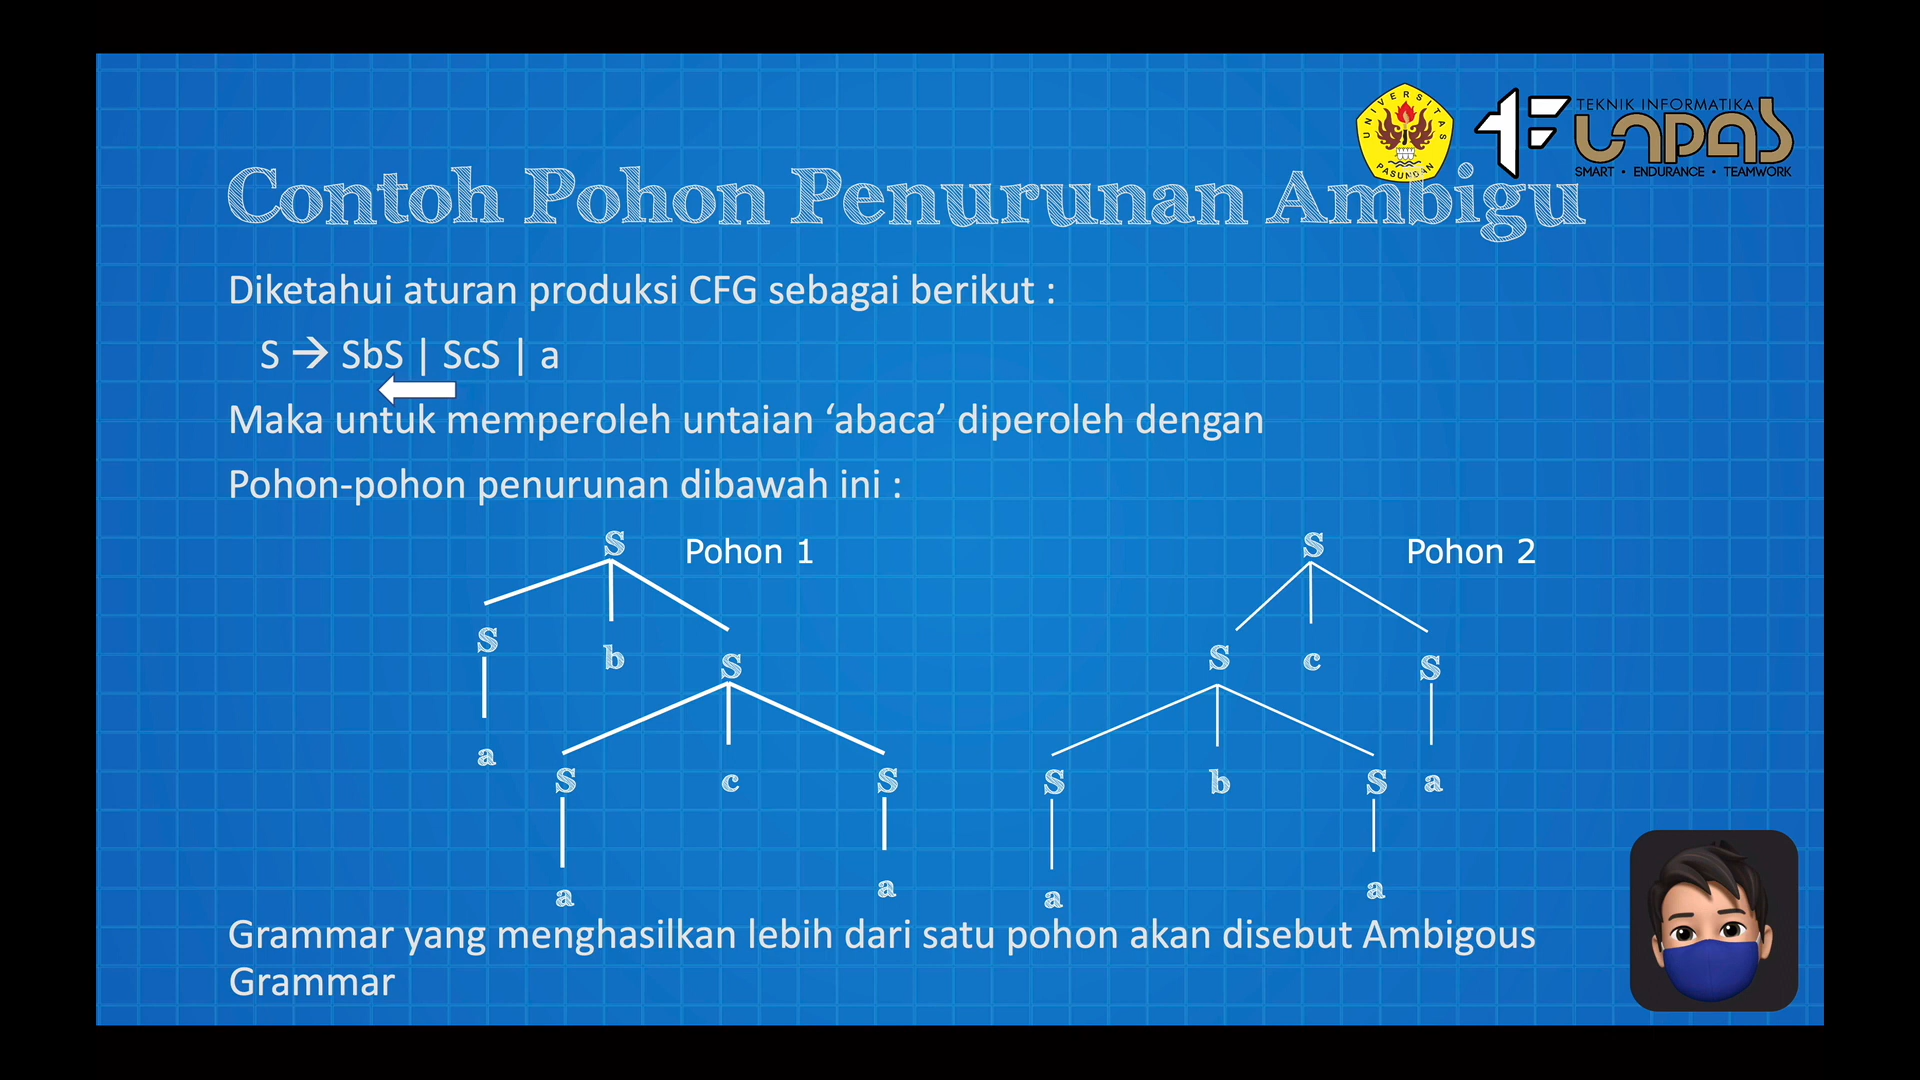 UNIVERSITAS
PASUNDAN
TEKNIK INFORMATIKA
UNPAS
SMART • ENDURANCE • TEAMWORK
Contoh Pohon Penurunan Ambigu
Diketahui aturan produksi CFG sebagai berikut :
S → SbS | ScS | a
Maka untuk memperoleh untaian ‘abaca’ diperoleh dengan
Pohon-pohon penurunan dibawah ini :
S Pohon 1
S b S
a
S c S
a a
S Pohon 2
S c S
S b S a
a a
Grammar yang menghasilkan lebih dari satu pohon akan disebut Ambigous
Grammar